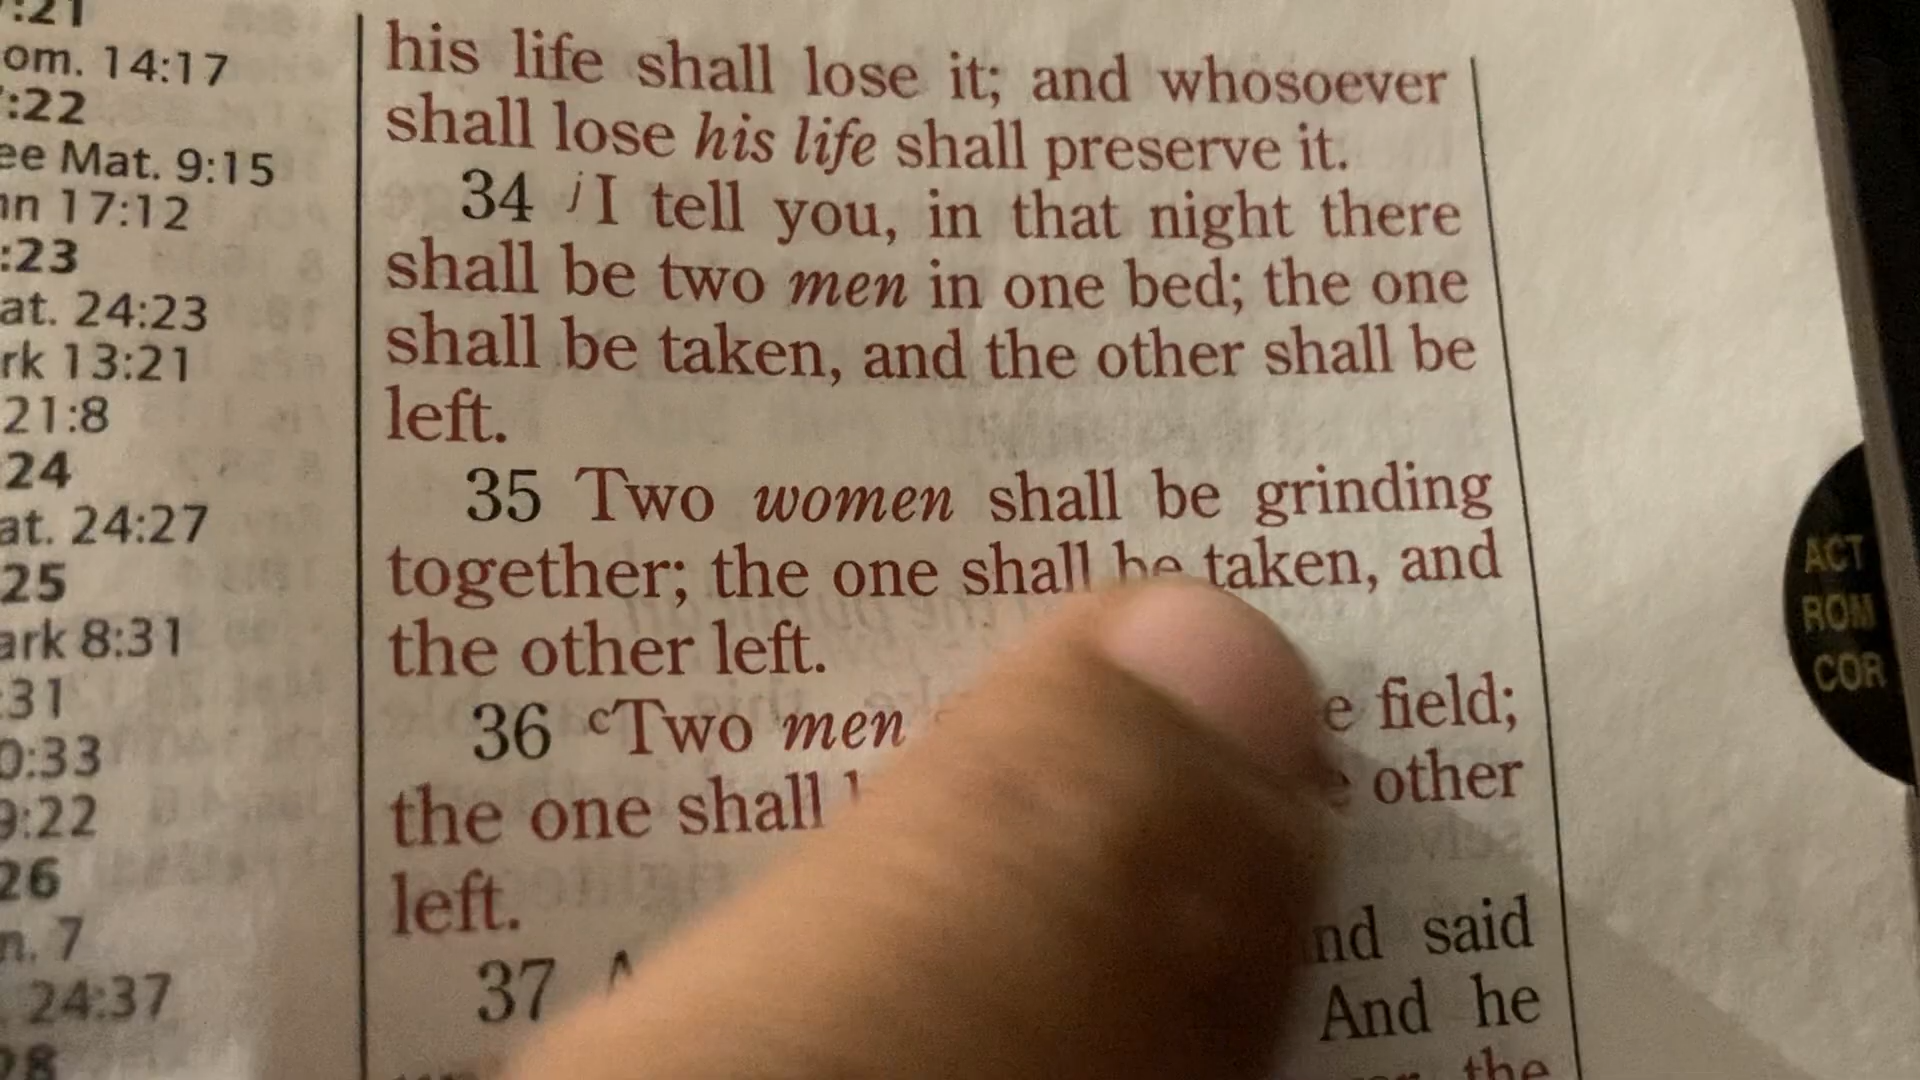 :21
om. 14:17
:22
ee Mat. 9:15
hn 17:12
:23
at. 24:23
rk 13:21
21:8
24
at. 24:27
25
ark 8:31
:31
0:33
9:22
26
n. 7
24:37
28
his life shall lose it; and whosoever
shall lose his life shall preserve it.
34 j I tell you, in that night there
shall be two men in one bed; the one
shall be taken, and the other shall be
left.
35 Two women shall be grinding
together; the one shall be taken, and
the other left.
36 c Two men e field;
the one shall other
left.
37 nd said
And he
the
ACT
ROM
COR